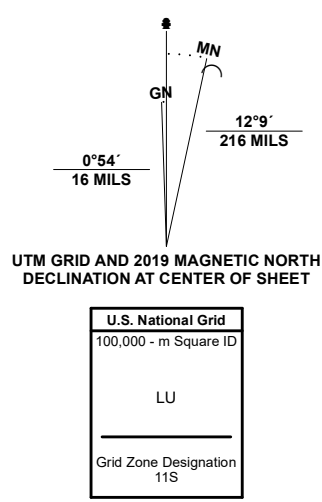 MN
GN
12°9´
216 MILS
0°54´
16 MILS
UTM GRID AND 2019 MAGNETIC NORTH
DECLINATION AT CENTER OF SHEET
U.S. National Grid
100,000 - m Square ID
LU
Grid Zone Designation
11S